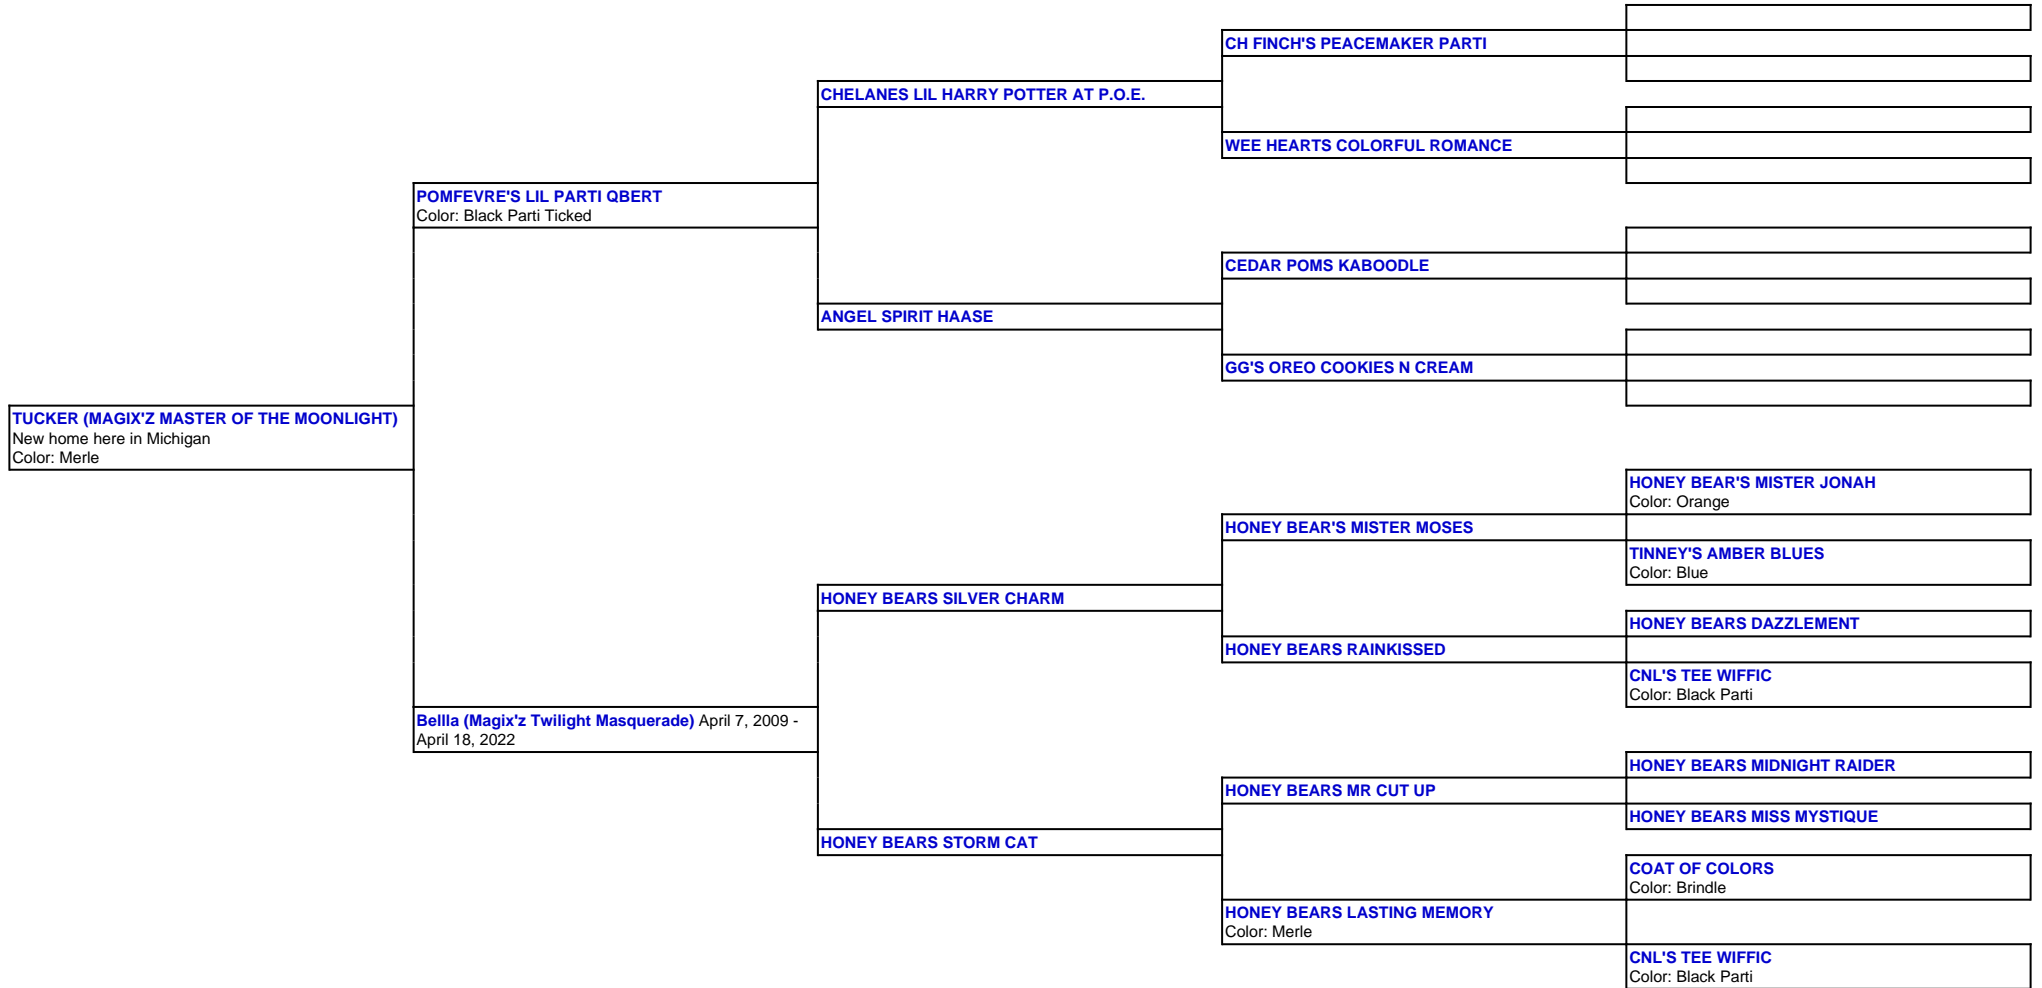 CH FINCH'S PEACEMAKER PARTI
CHELANES LIL HARRY POTTER AT P.O.E.
WEE HEARTS COLORFUL ROMANCE
POMFEVRE'S LIL PARTI QBERT
Color: Black Parti Ticked
CEDAR POMS KABOODLE
ANGEL SPIRIT HAASE
GG'S OREO COOKIES N CREAM
TUCKER (MAGIX'Z MASTER OF THE MOONLIGHT)
New home here in Michigan
Color: Merle
HONEY BEAR'S MISTER JONAH
Color: Orange
HONEY BEAR'S MISTER MOSES
TINNEY'S AMBER BLUES
Color: Blue
HONEY BEARS SILVER CHARM
HONEY BEARS DAZZLEMENT
HONEY BEARS RAINKISSED
CNL'S TEE WIFFIC
Color: Black Parti
Bellla (Magix'z Twilight Masquerade) April 7, 2009 -
April 18, 2022
HONEY BEARS MIDNIGHT RAIDER
HONEY BEARS MR CUT UP
HONEY BEARS MISS MYSTIQUE
HONEY BEARS STORM CAT
COAT OF COLORS
Color: Brindle
HONEY BEARS LASTING MEMORY
Color: Merle
CNL'S TEE WIFFIC
Color: Black Parti